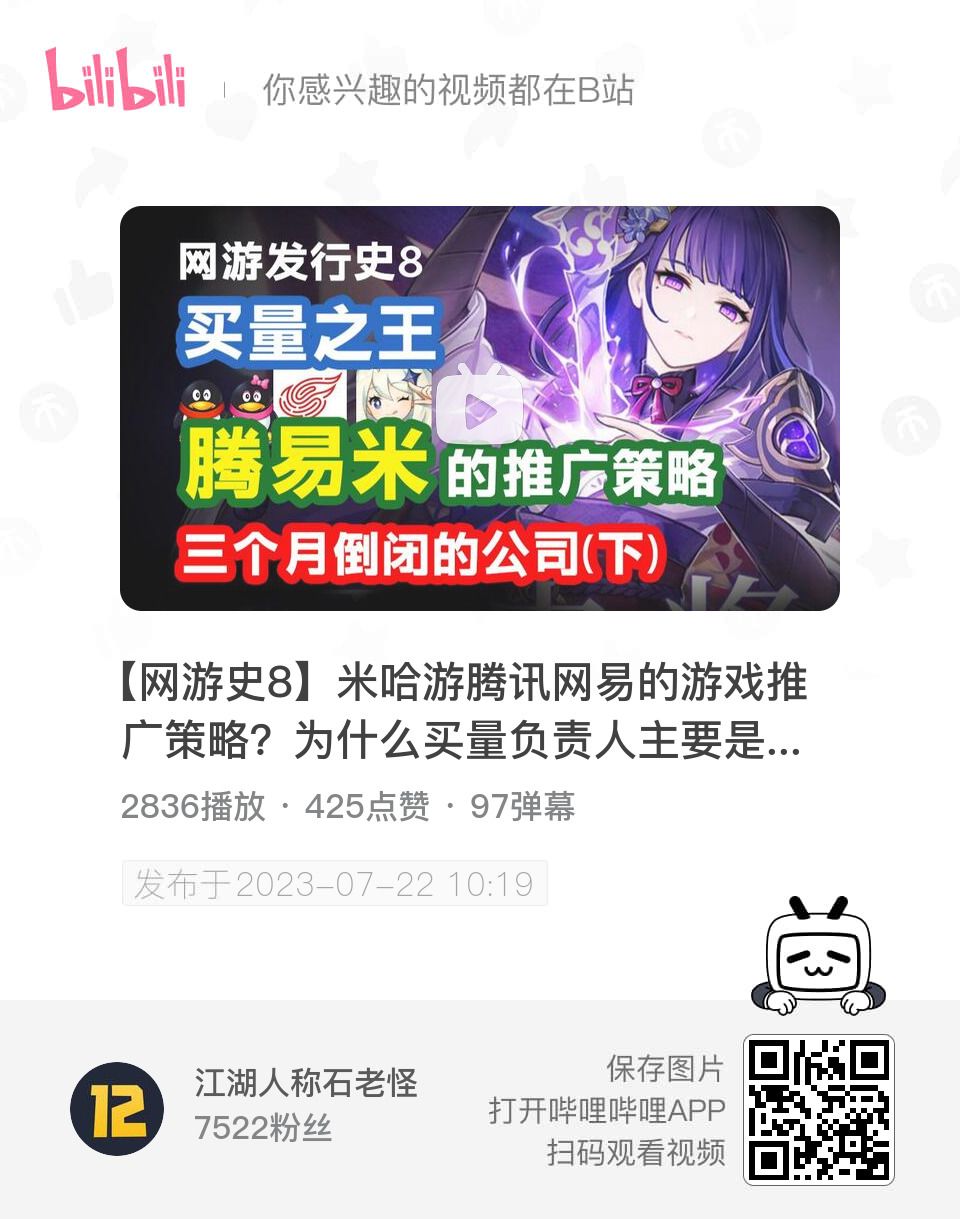 bilibili
你感兴趣的视频都在B站
网游发行史8
买量之王
腾易米的推广策略
三个月倒闭的公司(下)
【网游史8】米哈游腾讯网易的游戏推
广策略？为什么买量负责人主要是...
2836播放 · 425点赞 · 97弹幕
发布于2023-07-22 10:19
12
江湖人称石老怪
7522粉丝
保存图片
打开哔哩哔哩APP
扫码观看视频